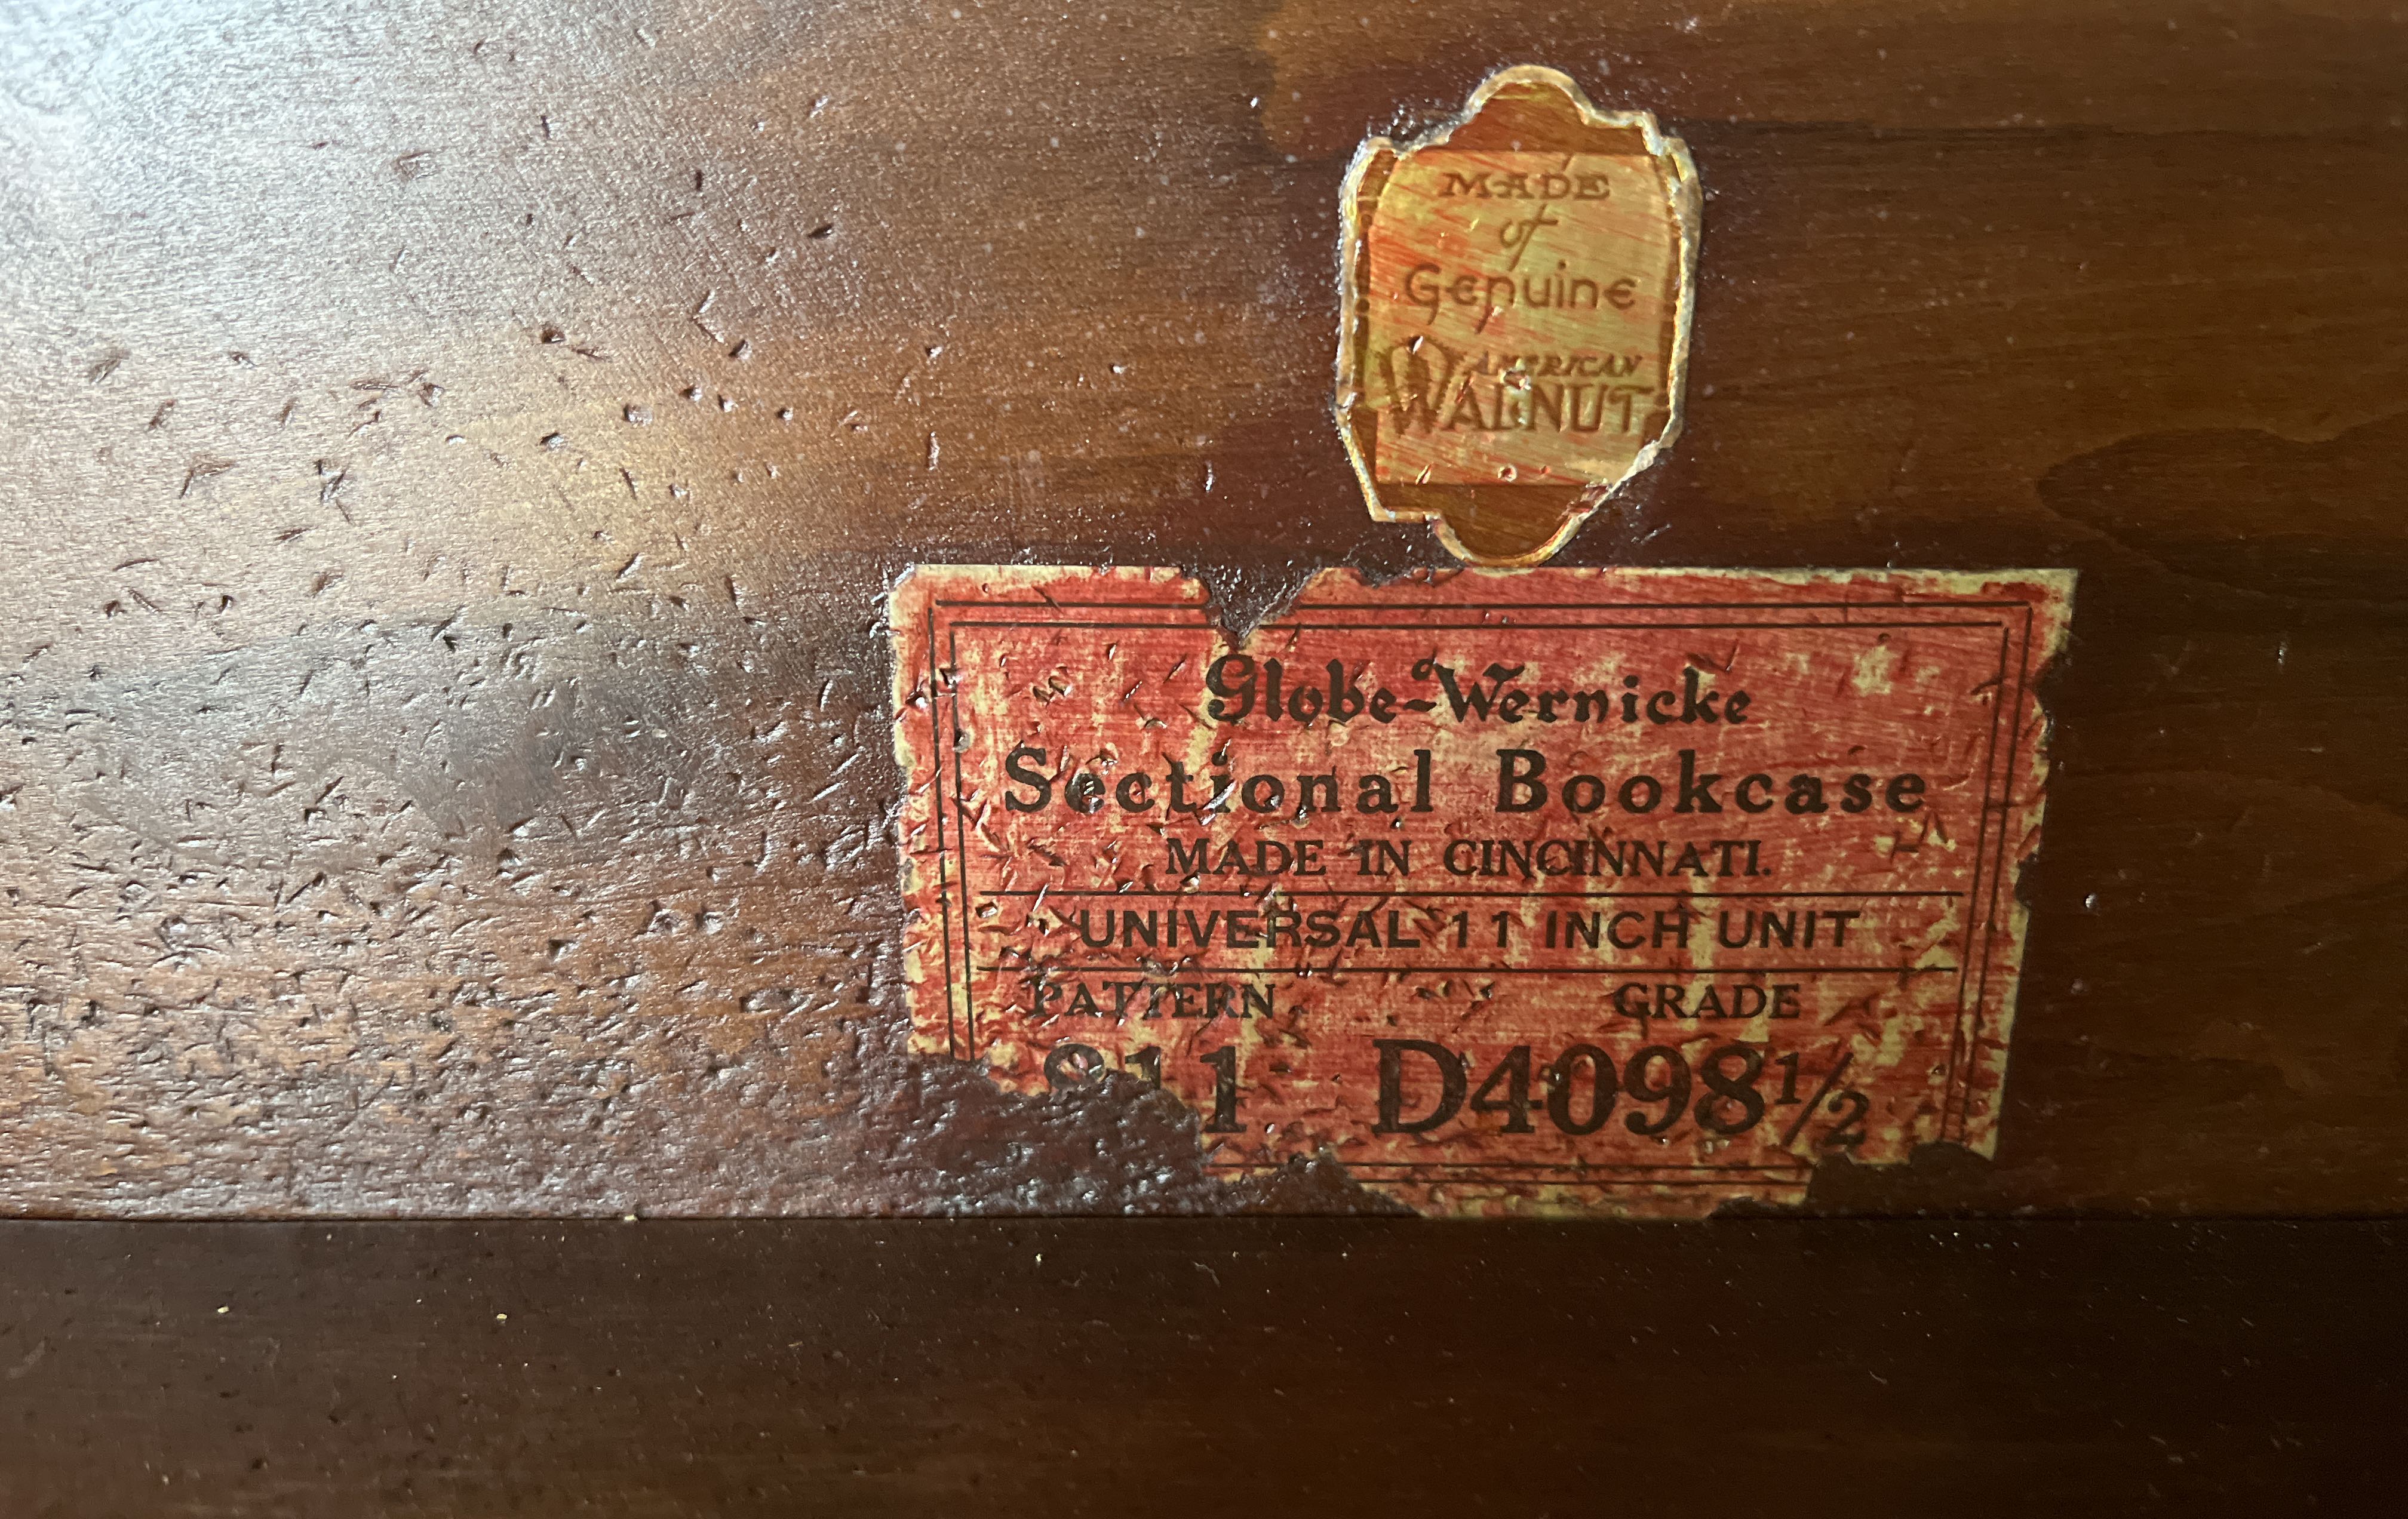 MADE
of
Genuine
AMERICAN
WALNUT
Globe-Wernicke
Sectional Bookcase
MADE IN CINCINNATI.
UNIVERSAL 11 INCH UNIT
PATTERN GRADE
811 D4098½